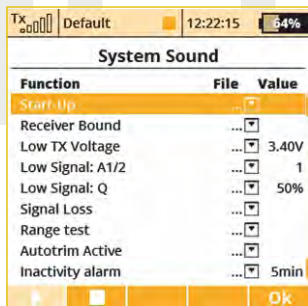 Tx Default 12:22:15 64%
System Sound
Function File Value
Start-Up ...
Receiver Bound ...
Low TX Voltage ... 3.40V
Low Signal: A1/2 ... 1
Low Signal: Q ... 50%
Signal Loss ...
Range test ...
Autotrim Active ...
Inactivity alarm ... 5min
Ok